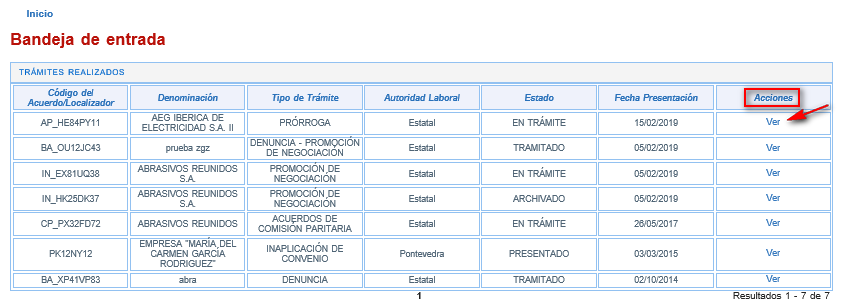 Inicio
Bandeja de entrada
TRÁMITES REALIZADOS
Código del Acuerdo/Localizador Denominación Tipo de Trámite Autoridad Laboral Estado Fecha Presentación Acciones
AP_HE84PY11 AEG IBERICA DE ELECTRICIDAD S.A. II PRÓRROGA Estatal EN TRÁMITE 15/02/2019 Ver
BA_OU12JC43 prueba zgz DENUNCIA - PROMOCIÓN DE NEGOCIACIÓN Estatal TRAMITADO 05/02/2019 Ver
IN_EX81UQ38 ABRASIVOS REUNIDOS S.A. PROMOCIÓN DE NEGOCIACIÓN Estatal EN TRÁMITE 05/02/2019 Ver
IN_HK25DK37 ABRASIVOS REUNIDOS S.A. PROMOCIÓN DE NEGOCIACIÓN Estatal ARCHIVADO 05/02/2019 Ver
CP_PX32FD72 ABRASIVOS REUNIDOS ACUERDOS DE COMISIÓN PARITARIA Estatal EN TRÁMITE 26/05/2017 Ver
PK12NY12 EMPRESA "MARÍA DEL CARMEN GARCÍA RODRIGUEZ" INAPLICACIÓN DE CONVENIO Pontevedra PRESENTADO 03/03/2015 Ver
BA_XP41VP83 abra DENUNCIA Estatal TRAMITADO 02/10/2014 Ver
1 Resultados 1 - 7 de 7